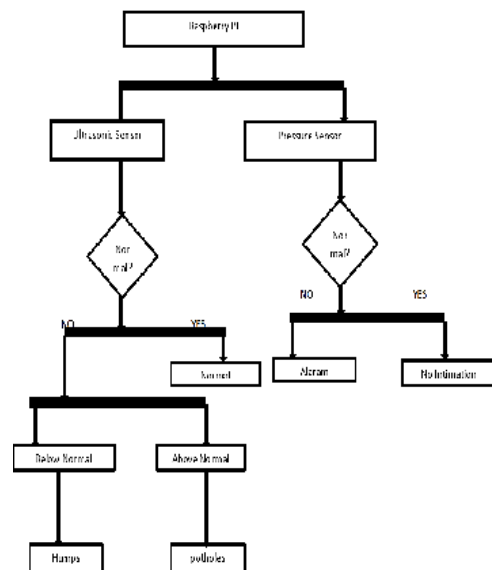 Raspberry PI
Ultrasonic Sensor
Pressure Sensor
Nor
mal?
Nor
mal?
NO
YES
NO
YES
Normal
Alaram
No Intimation
Below Normal
Above Normal
Humps
potholes